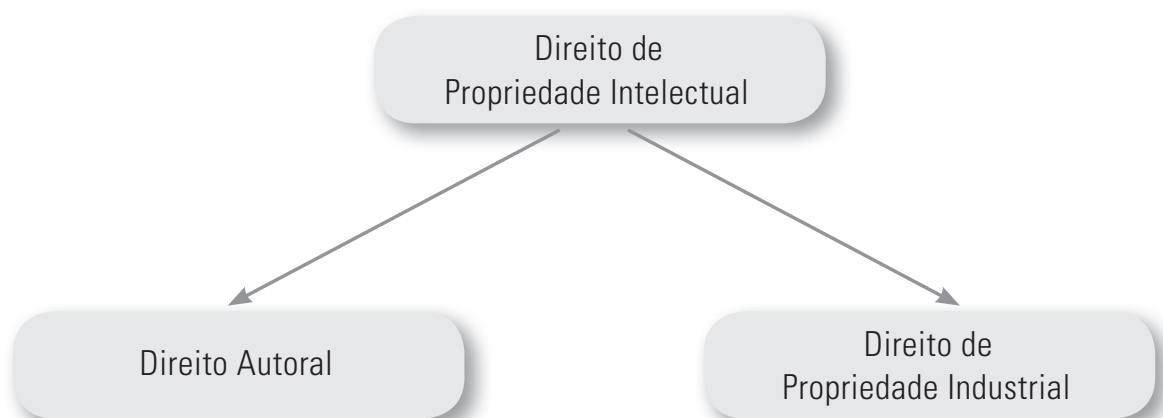 Direito de
Propriedade Intelectual
Direito Autoral
Direito de
Propriedade Industrial